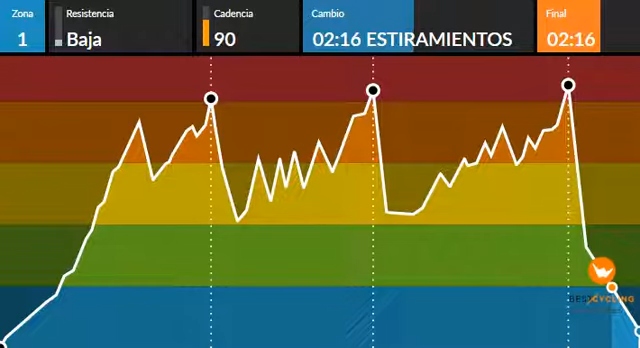 Zona
1
Resistencia
Baja
Cadencia
90
Cambio
02:16 ESTIRAMIENTOS
Final
02:16
BESTCYCLING